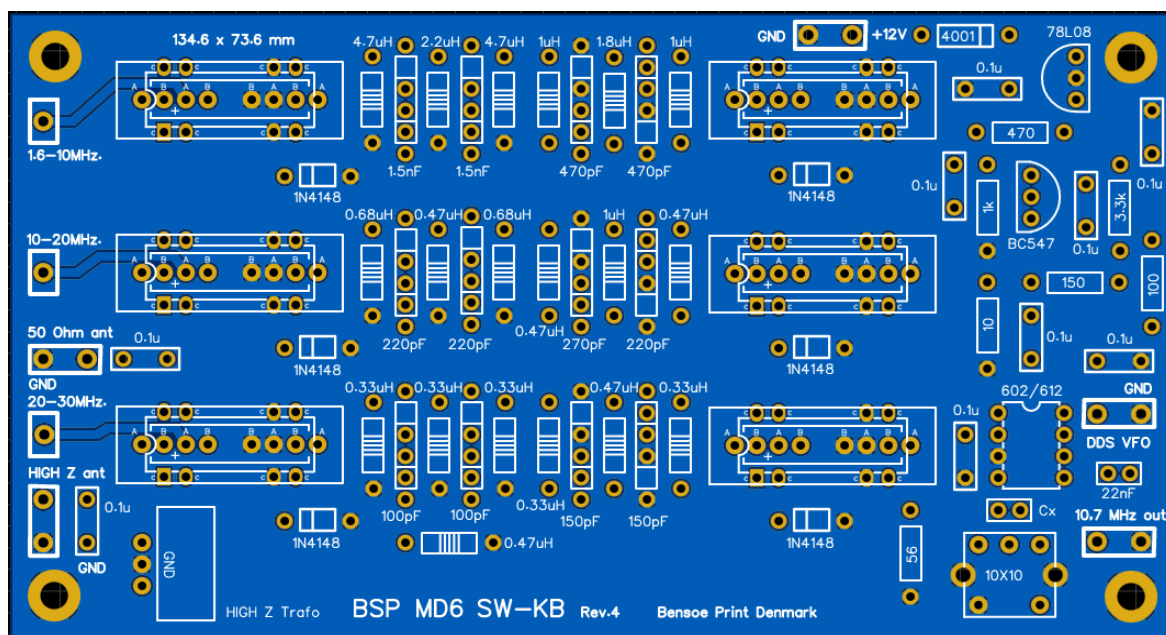 134.6 x 73.6 mm
4.7uH 2.2uH 4.7uH 1uH 1.8uH 1uH
GND +12V 4001 78L08
0.1u
A B A B B A B A
c c c c
+
1.6-10MHz.
470
0.1u
1.5nF 1.5nF 470pF 470pF
1N4148 1N4148
0.1u 1k BC547 0.1u 3.3k
0.68uH 0.47uH 0.68uH 1uH 0.47uH
10-20MHz.
A B A B B A B A
c c c c
+
150 100
0.47uH
220pF 220pF 270pF 220pF
10 0.1u 0.1u
50 Ohm ant
0.1u
GND
1N4148 1N4148
20-30MHz.
0.33uH 0.33uH 0.33uH 0.47uH 0.33uH
602/612
GND
0.1u
DDS VFO
A B A B B A B A
c c c c
+
HIGH Z ant
0.1u
GND
0.33uH
100pF 100pF 150pF 150pF
22nF
Cx
10.7 MHz out
1N4148 0.47uH 1N4148
56
10X10
GND
HIGH Z Trafo
BSP MD6 SW-KB Rev.4 Bensoe Print Denmark